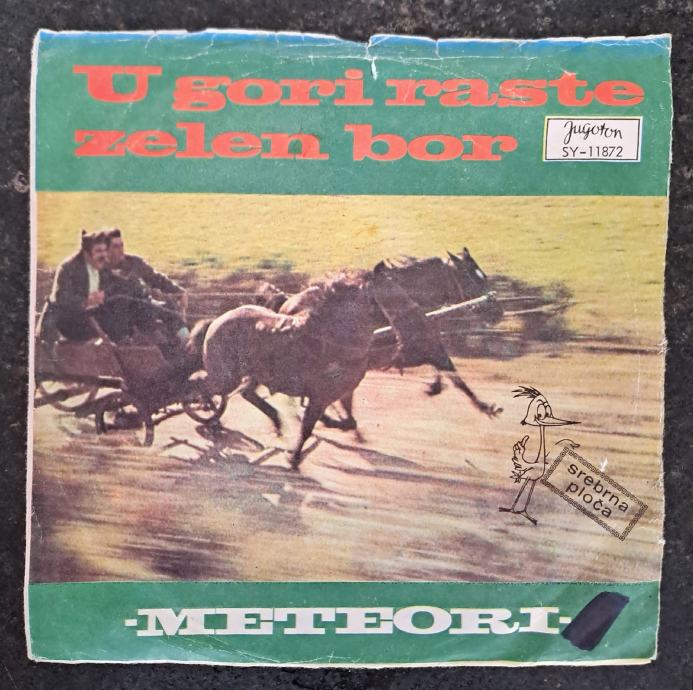 U gori raste
zelen bor
Jugoton
SY-11872
srebrna
ploča
-METEORI-